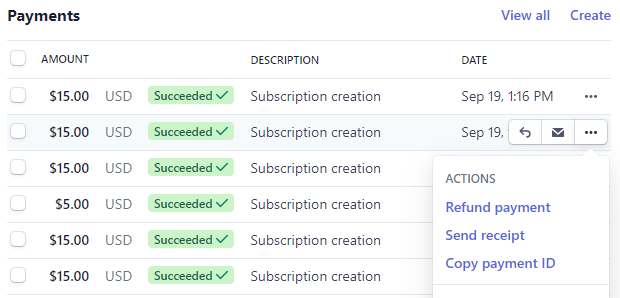 Payments View all Create
AMOUNT DESCRIPTION DATE
$15.00 USD Succeeded Subscription creation Sep 19, 1:16 PM
$15.00 USD Succeeded Subscription creation Sep 19,
$15.00 USD Succeeded Subscription creation
ACTIONS
$5.00 USD Succeeded Subscription creation
Refund payment
$15.00 USD Succeeded Subscription creation
Send receipt
$15.00 USD Succeeded Subscription creation
Copy payment ID